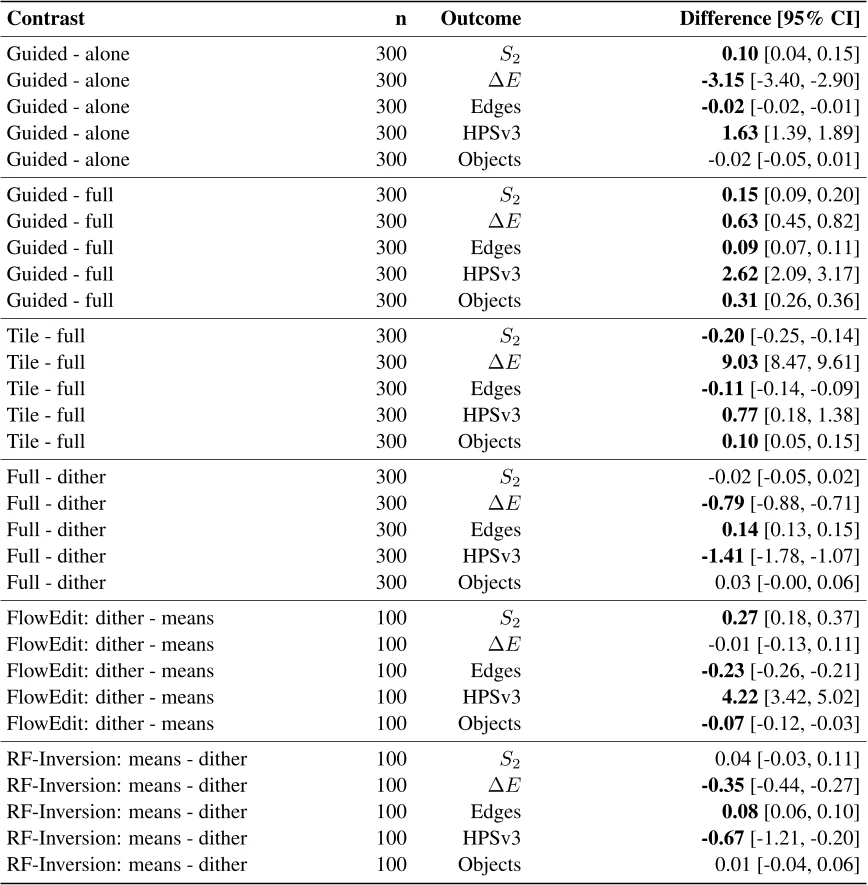 Contrast n Outcome Difference [95% CI]
Guided - alone 300 S₂ 0.10 [0.04, 0.15]
Guided - alone 300 ΔE -3.15 [-3.40, -2.90]
Guided - alone 300 Edges -0.02 [-0.02, -0.01]
Guided - alone 300 HPSv3 1.63 [1.39, 1.89]
Guided - alone 300 Objects -0.02 [-0.05, 0.01]
Guided - full 300 S₂ 0.15 [0.09, 0.20]
Guided - full 300 ΔE 0.63 [0.45, 0.82]
Guided - full 300 Edges 0.09 [0.07, 0.11]
Guided - full 300 HPSv3 2.62 [2.09, 3.17]
Guided - full 300 Objects 0.31 [0.26, 0.36]
Tile - full 300 S₂ -0.20 [-0.25, -0.14]
Tile - full 300 ΔE 9.03 [8.47, 9.61]
Tile - full 300 Edges -0.11 [-0.14, -0.09]
Tile - full 300 HPSv3 0.77 [0.18, 1.38]
Tile - full 300 Objects 0.10 [0.05, 0.15]
Full - dither 300 S₂ -0.02 [-0.05, 0.02]
Full - dither 300 ΔE -0.79 [-0.88, -0.71]
Full - dither 300 Edges 0.14 [0.13, 0.15]
Full - dither 300 HPSv3 -1.41 [-1.78, -1.07]
Full - dither 300 Objects 0.03 [-0.00, 0.06]
FlowEdit: dither - means 100 S₂ 0.27 [0.18, 0.37]
FlowEdit: dither - means 100 ΔE -0.01 [-0.13, 0.11]
FlowEdit: dither - means 100 Edges -0.23 [-0.26, -0.21]
FlowEdit: dither - means 100 HPSv3 4.22 [3.42, 5.02]
FlowEdit: dither - means 100 Objects -0.07 [-0.12, -0.03]
RF-Inversion: means - dither 100 S₂ 0.04 [-0.03, 0.11]
RF-Inversion: means - dither 100 ΔE -0.35 [-0.44, -0.27]
RF-Inversion: means - dither 100 Edges 0.08 [0.06, 0.10]
RF-Inversion: means - dither 100 HPSv3 -0.67 [-1.21, -0.20]
RF-Inversion: means - dither 100 Objects 0.01 [-0.04, 0.06]